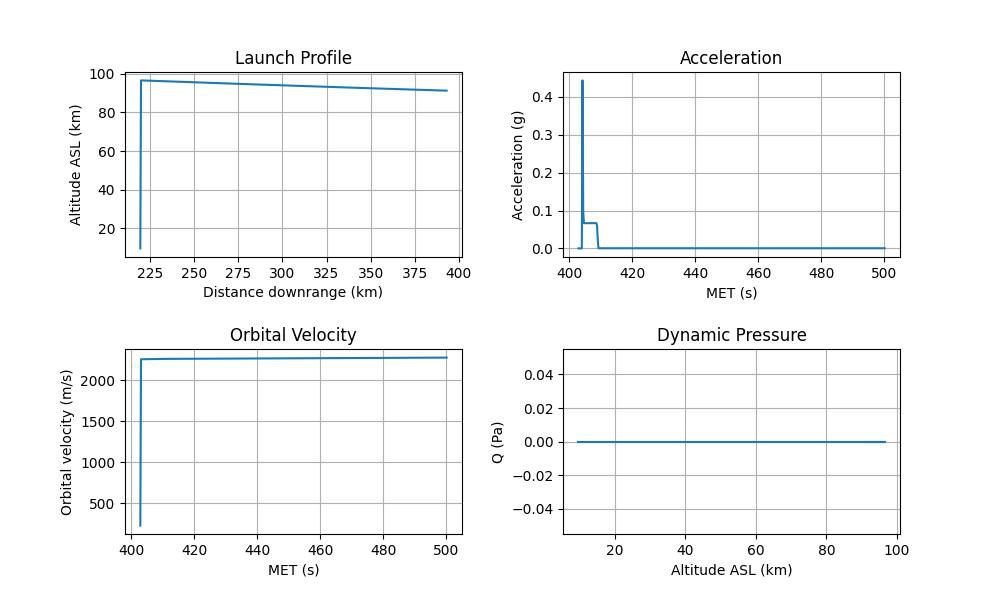 Launch Profile
Altitude ASL (km)
100
80
60
40
20
225 250 275 300 325 350 375 400
Distance downrange (km)
Acceleration
Acceleration (g)
0.4
0.3
0.2
0.1
0.0
400 420 440 460 480 500
MET (s)
Orbital Velocity
Orbital velocity (m/s)
2000
1500
1000
500
400 420 440 460 480 500
MET (s)
Dynamic Pressure
Q (Pa)
0.04
0.02
0.00
−0.02
−0.04
20 40 60 80 100
Altitude ASL (km)